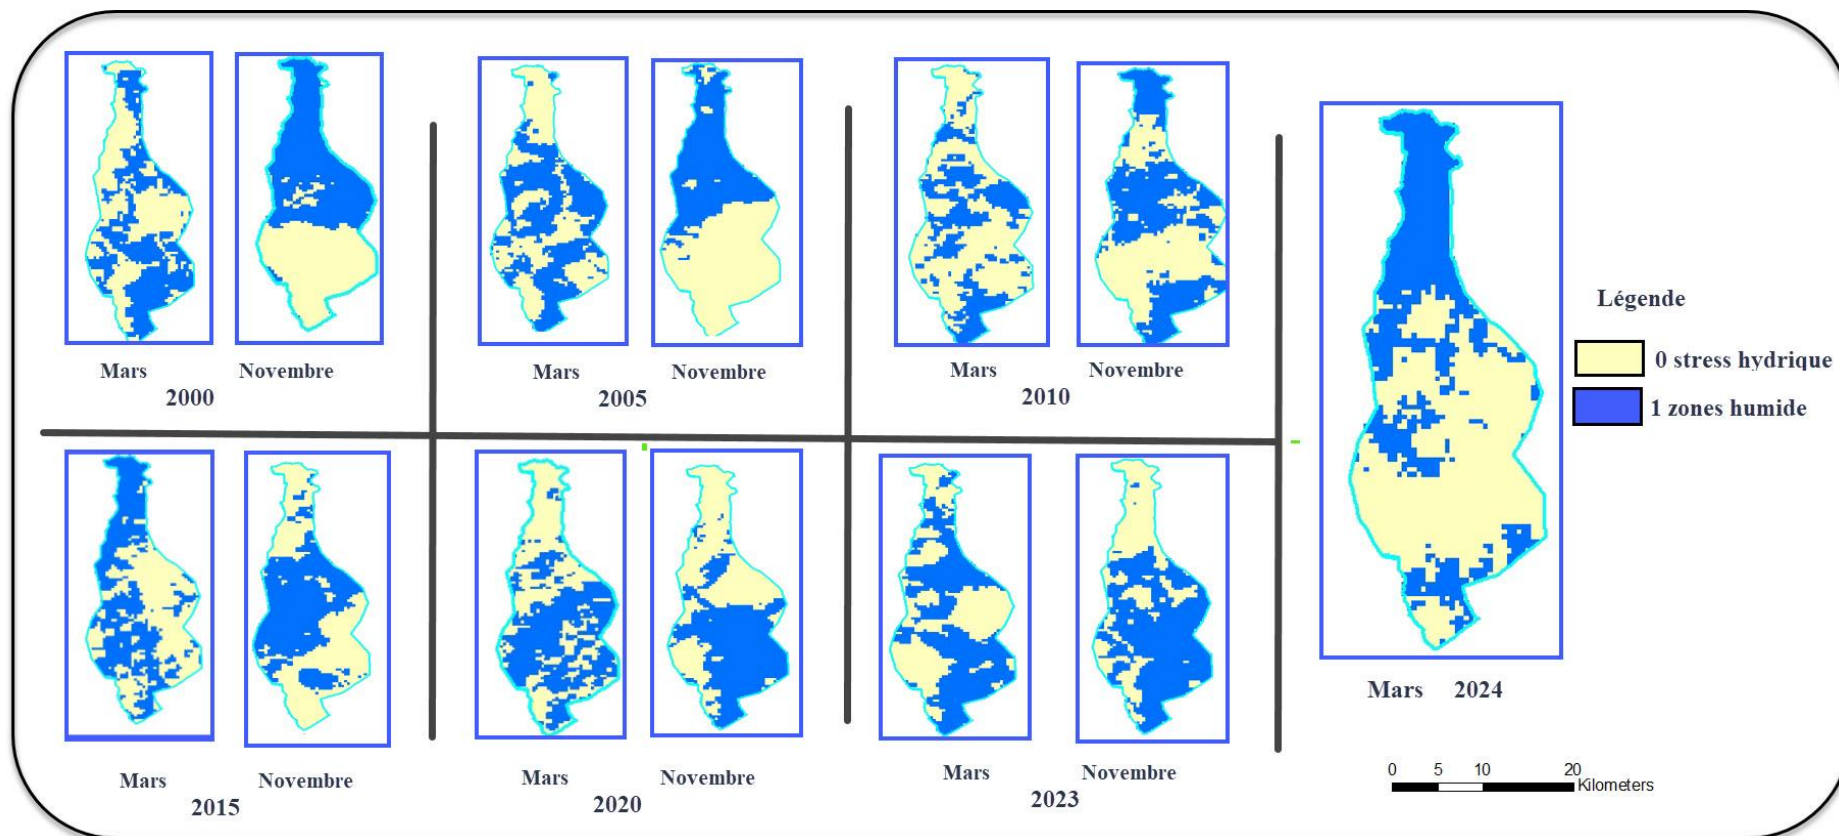 Mars
Novembre
2000
Mars
Novembre
2005
Mars
Novembre
2010
Légende
0 stress hydrique
1 zones humide
Mars
Novembre
2015
Mars
Novembre
2020
Mars
Novembre
2023
Mars 2024
0 5 10 20
Kilometers